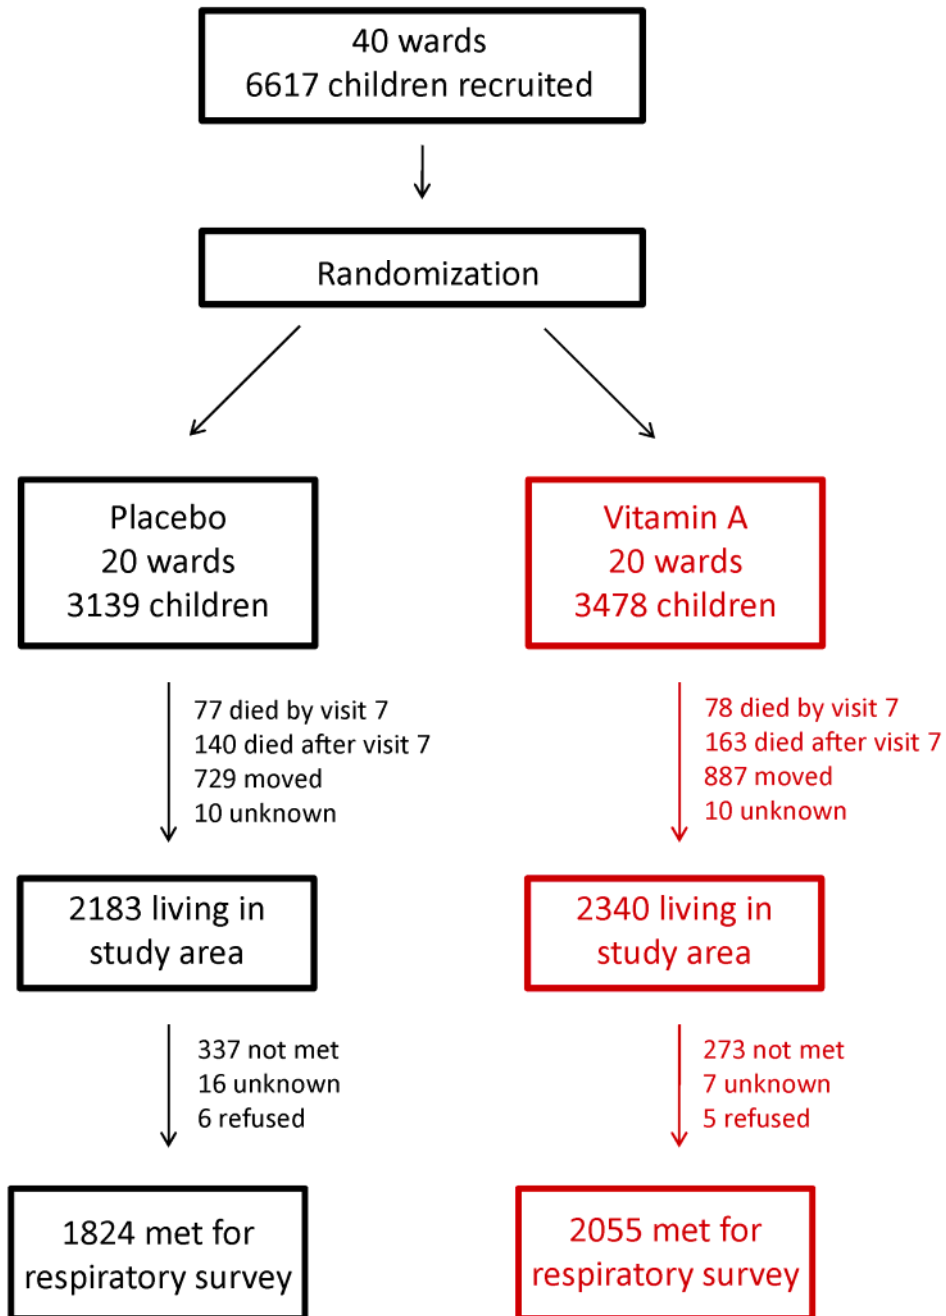 40 wards
6617 children recruited
Randomization
Placebo
20 wards
3139 children
Vitamin A
20 wards
3478 children
77 died by visit 7
140 died after visit 7
729 moved
10 unknown
78 died by visit 7
163 died after visit 7
887 moved
10 unknown
2183 living in
study area
2340 living in
study area
337 not met
16 unknown
6 refused
273 not met
7 unknown
5 refused
1824 met for
respiratory survey
2055 met for
respiratory survey